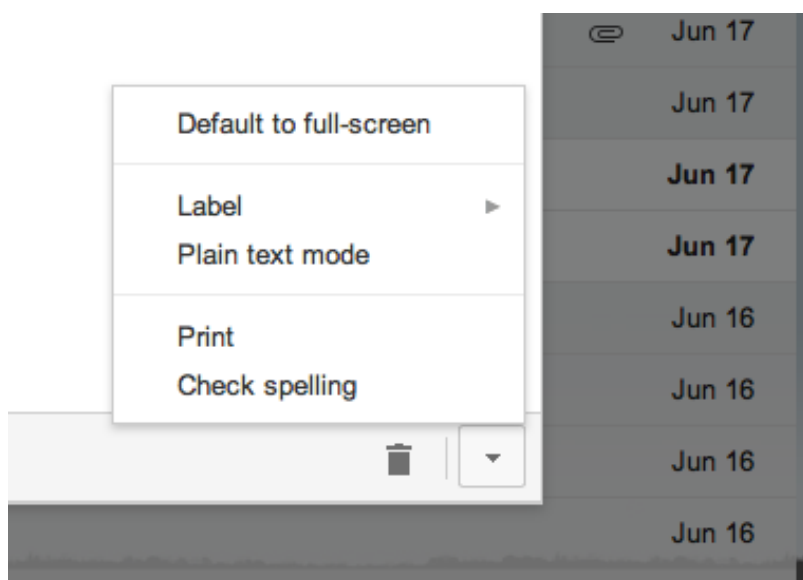 Jun 17
Jun 17
Default to full-screen
Jun 17
Label
Jun 17
Plain text mode
Jun 16
Print
Check spelling
Jun 16
Jun 16
Jun 16